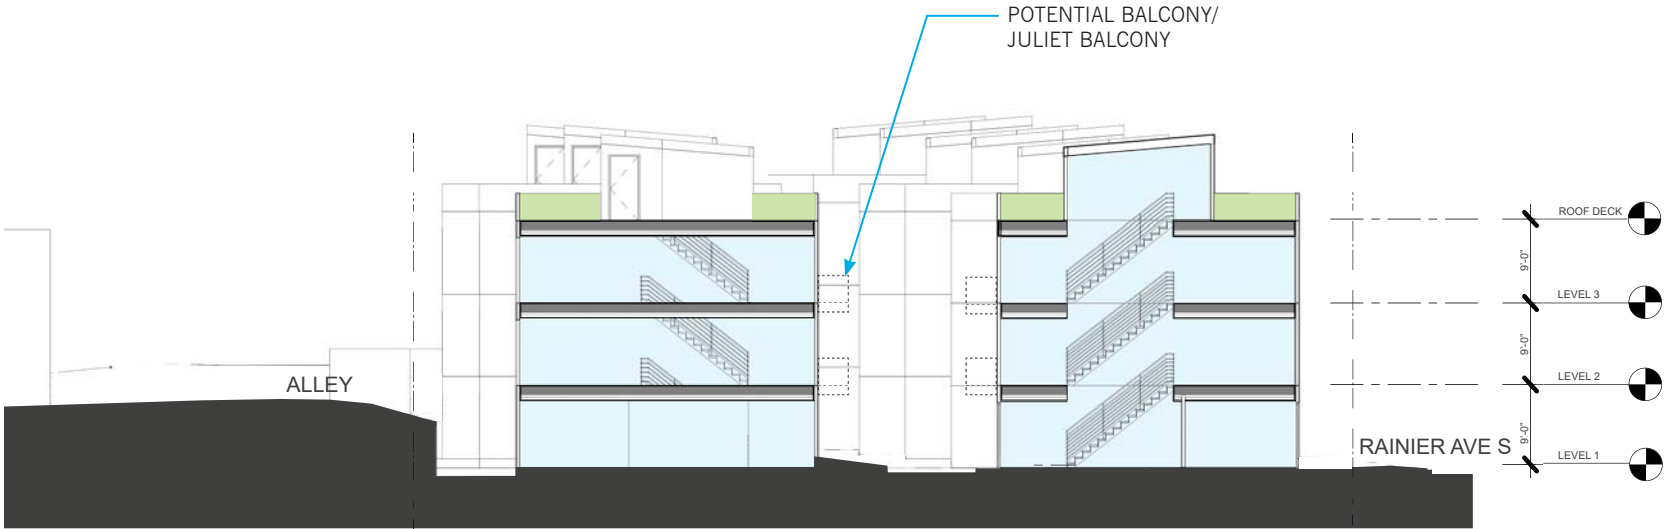 POTENTIAL BALCONY/
JULIET BALCONY
ROOF DECK
9'-0"
LEVEL 3
9'-0"
ALLEY
LEVEL 2
9'-0"
RAINIER AVE S
LEVEL 1